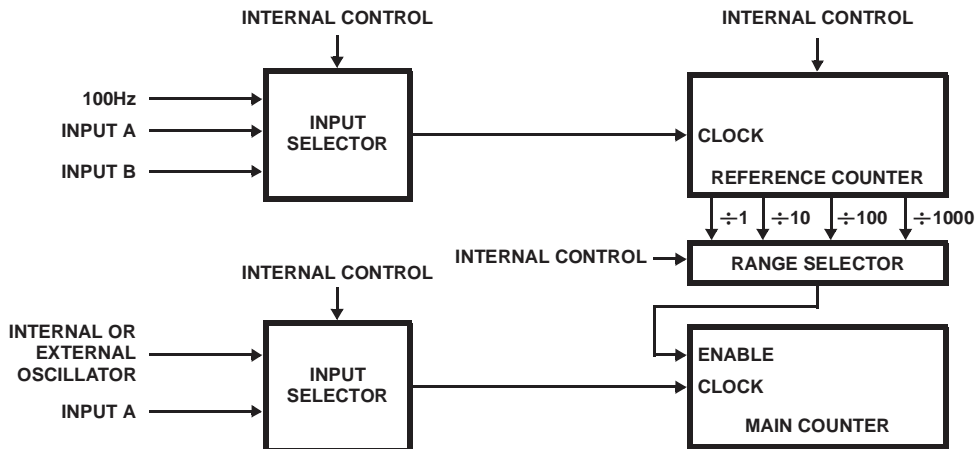 INTERNAL CONTROL
INTERNAL CONTROL
100Hz
INPUT A
INPUT B
INPUT
SELECTOR
CLOCK
REFERENCE COUNTER
÷1
÷10
÷100
÷1000
INTERNAL CONTROL
RANGE SELECTOR
INTERNAL CONTROL
INTERNAL OR
EXTERNAL
OSCILLATOR
INPUT A
INPUT
SELECTOR
ENABLE
CLOCK
MAIN COUNTER